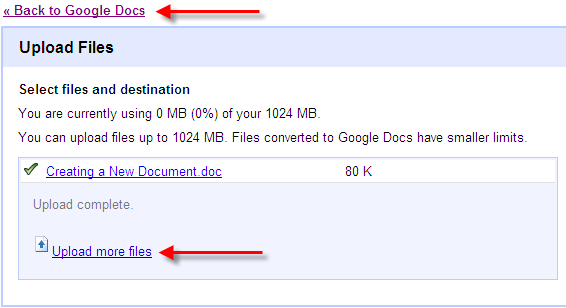 « Back to Google Docs
Upload Files
Select files and destination
You are currently using 0 MB (0%) of your 1024 MB.
You can upload files up to 1024 MB. Files converted to Google Docs have smaller limits.
Creating a New Document.doc 80 K
Upload complete.
Upload more files